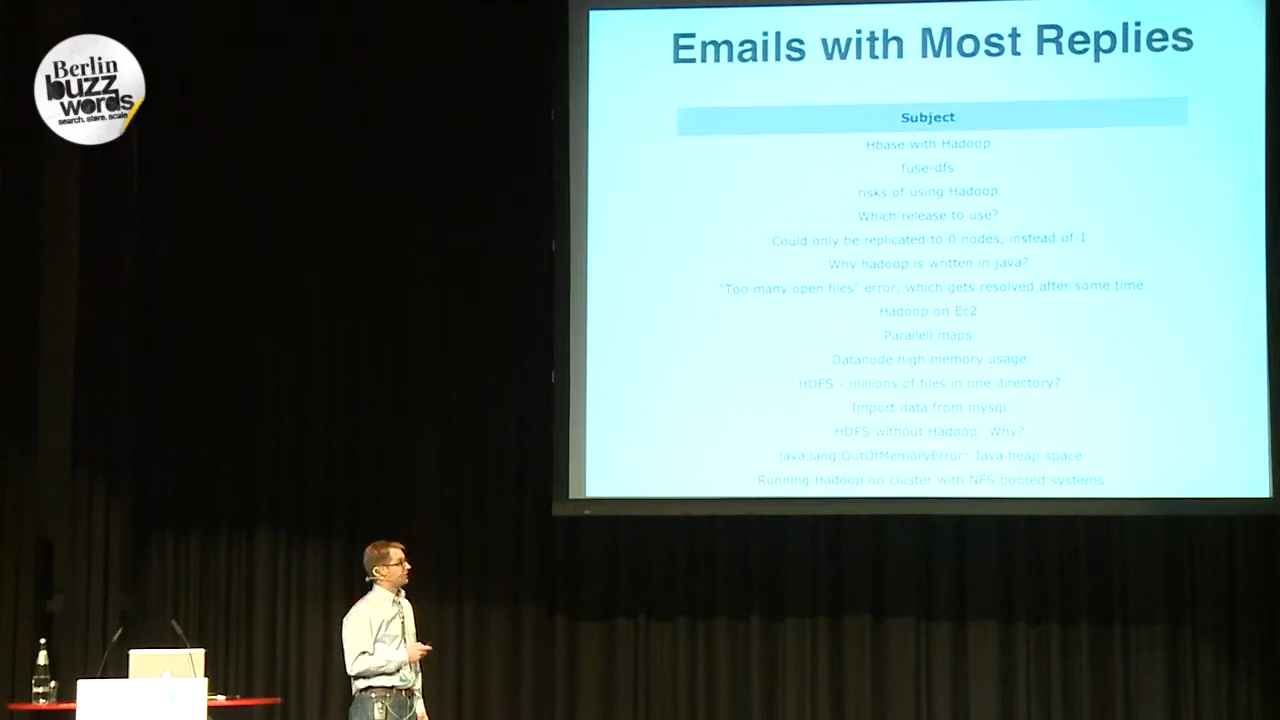 Berlin
buzz
words
search. store. scale
Emails with Most Replies
Subject
Hbase with Hadoop
fuse-dfs
risks of using Hadoop
Which release to use?
Could only be replicated to 0 nodes, instead of 1
Why hadoop is written in java?
"Too many open files" error, which gets resolved after some time
Hadoop on Ec2
Parallell maps
Datanode high memory usage
HDFS - millions of files in one directory?
Import data from mysql
HDFS without Hadoop: Why?
java.lang.OutOfMemoryError: Java heap space
Running Hadoop on cluster with NFS booted systems